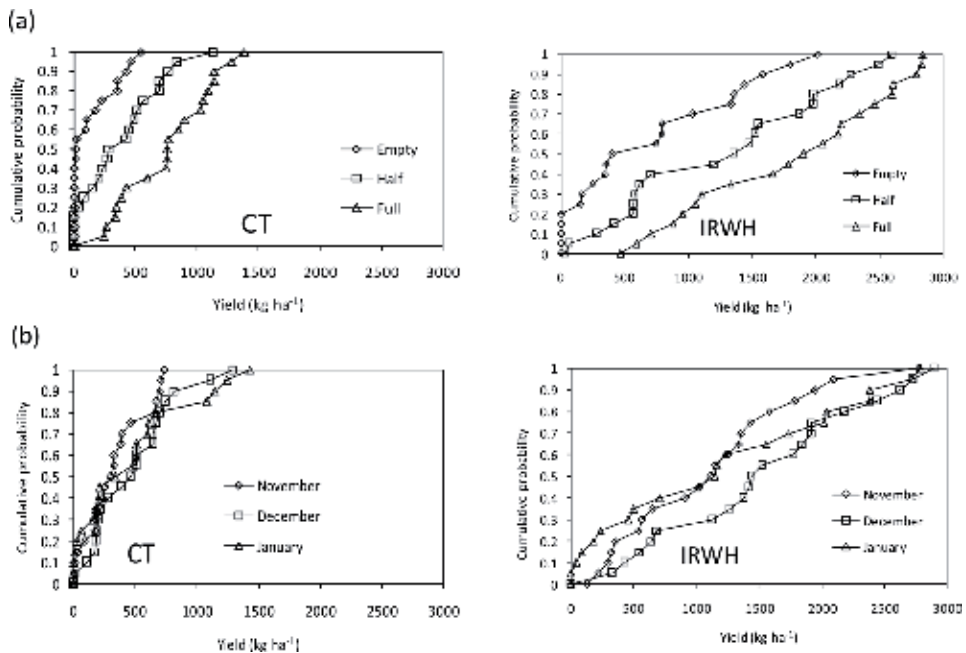 (a)
Cumulative probability
1
0.9
0.8
0.7
0.6
0.5
0.4
0.3
0.2
0.1
0
Empty
Half
Full
CT
0 500 1000 1500 2000 2500 3000
Yield (kg ha⁻¹)
Cumulative probability
1
0.9
0.8
0.7
0.6
0.5
0.4
0.3
0.2
0.1
0
Empty
Half
Full
IRWH
0 500 1000 1500 2000 2500 3000
Yield (kg ha⁻¹)
(b)
Cumulative probability
1
0.9
0.8
0.7
0.6
0.5
0.4
0.3
0.2
0.1
0
November
December
January
CT
0 500 1000 1500 2000 2500 3000
Yield (kg ha⁻¹)
Cumulative probability
1
0.9
0.8
0.7
0.6
0.5
0.4
0.3
0.2
0.1
0
November
December
January
IRWH
0 500 1000 1500 2000 2500 3000
Yield (kg ha⁻¹)